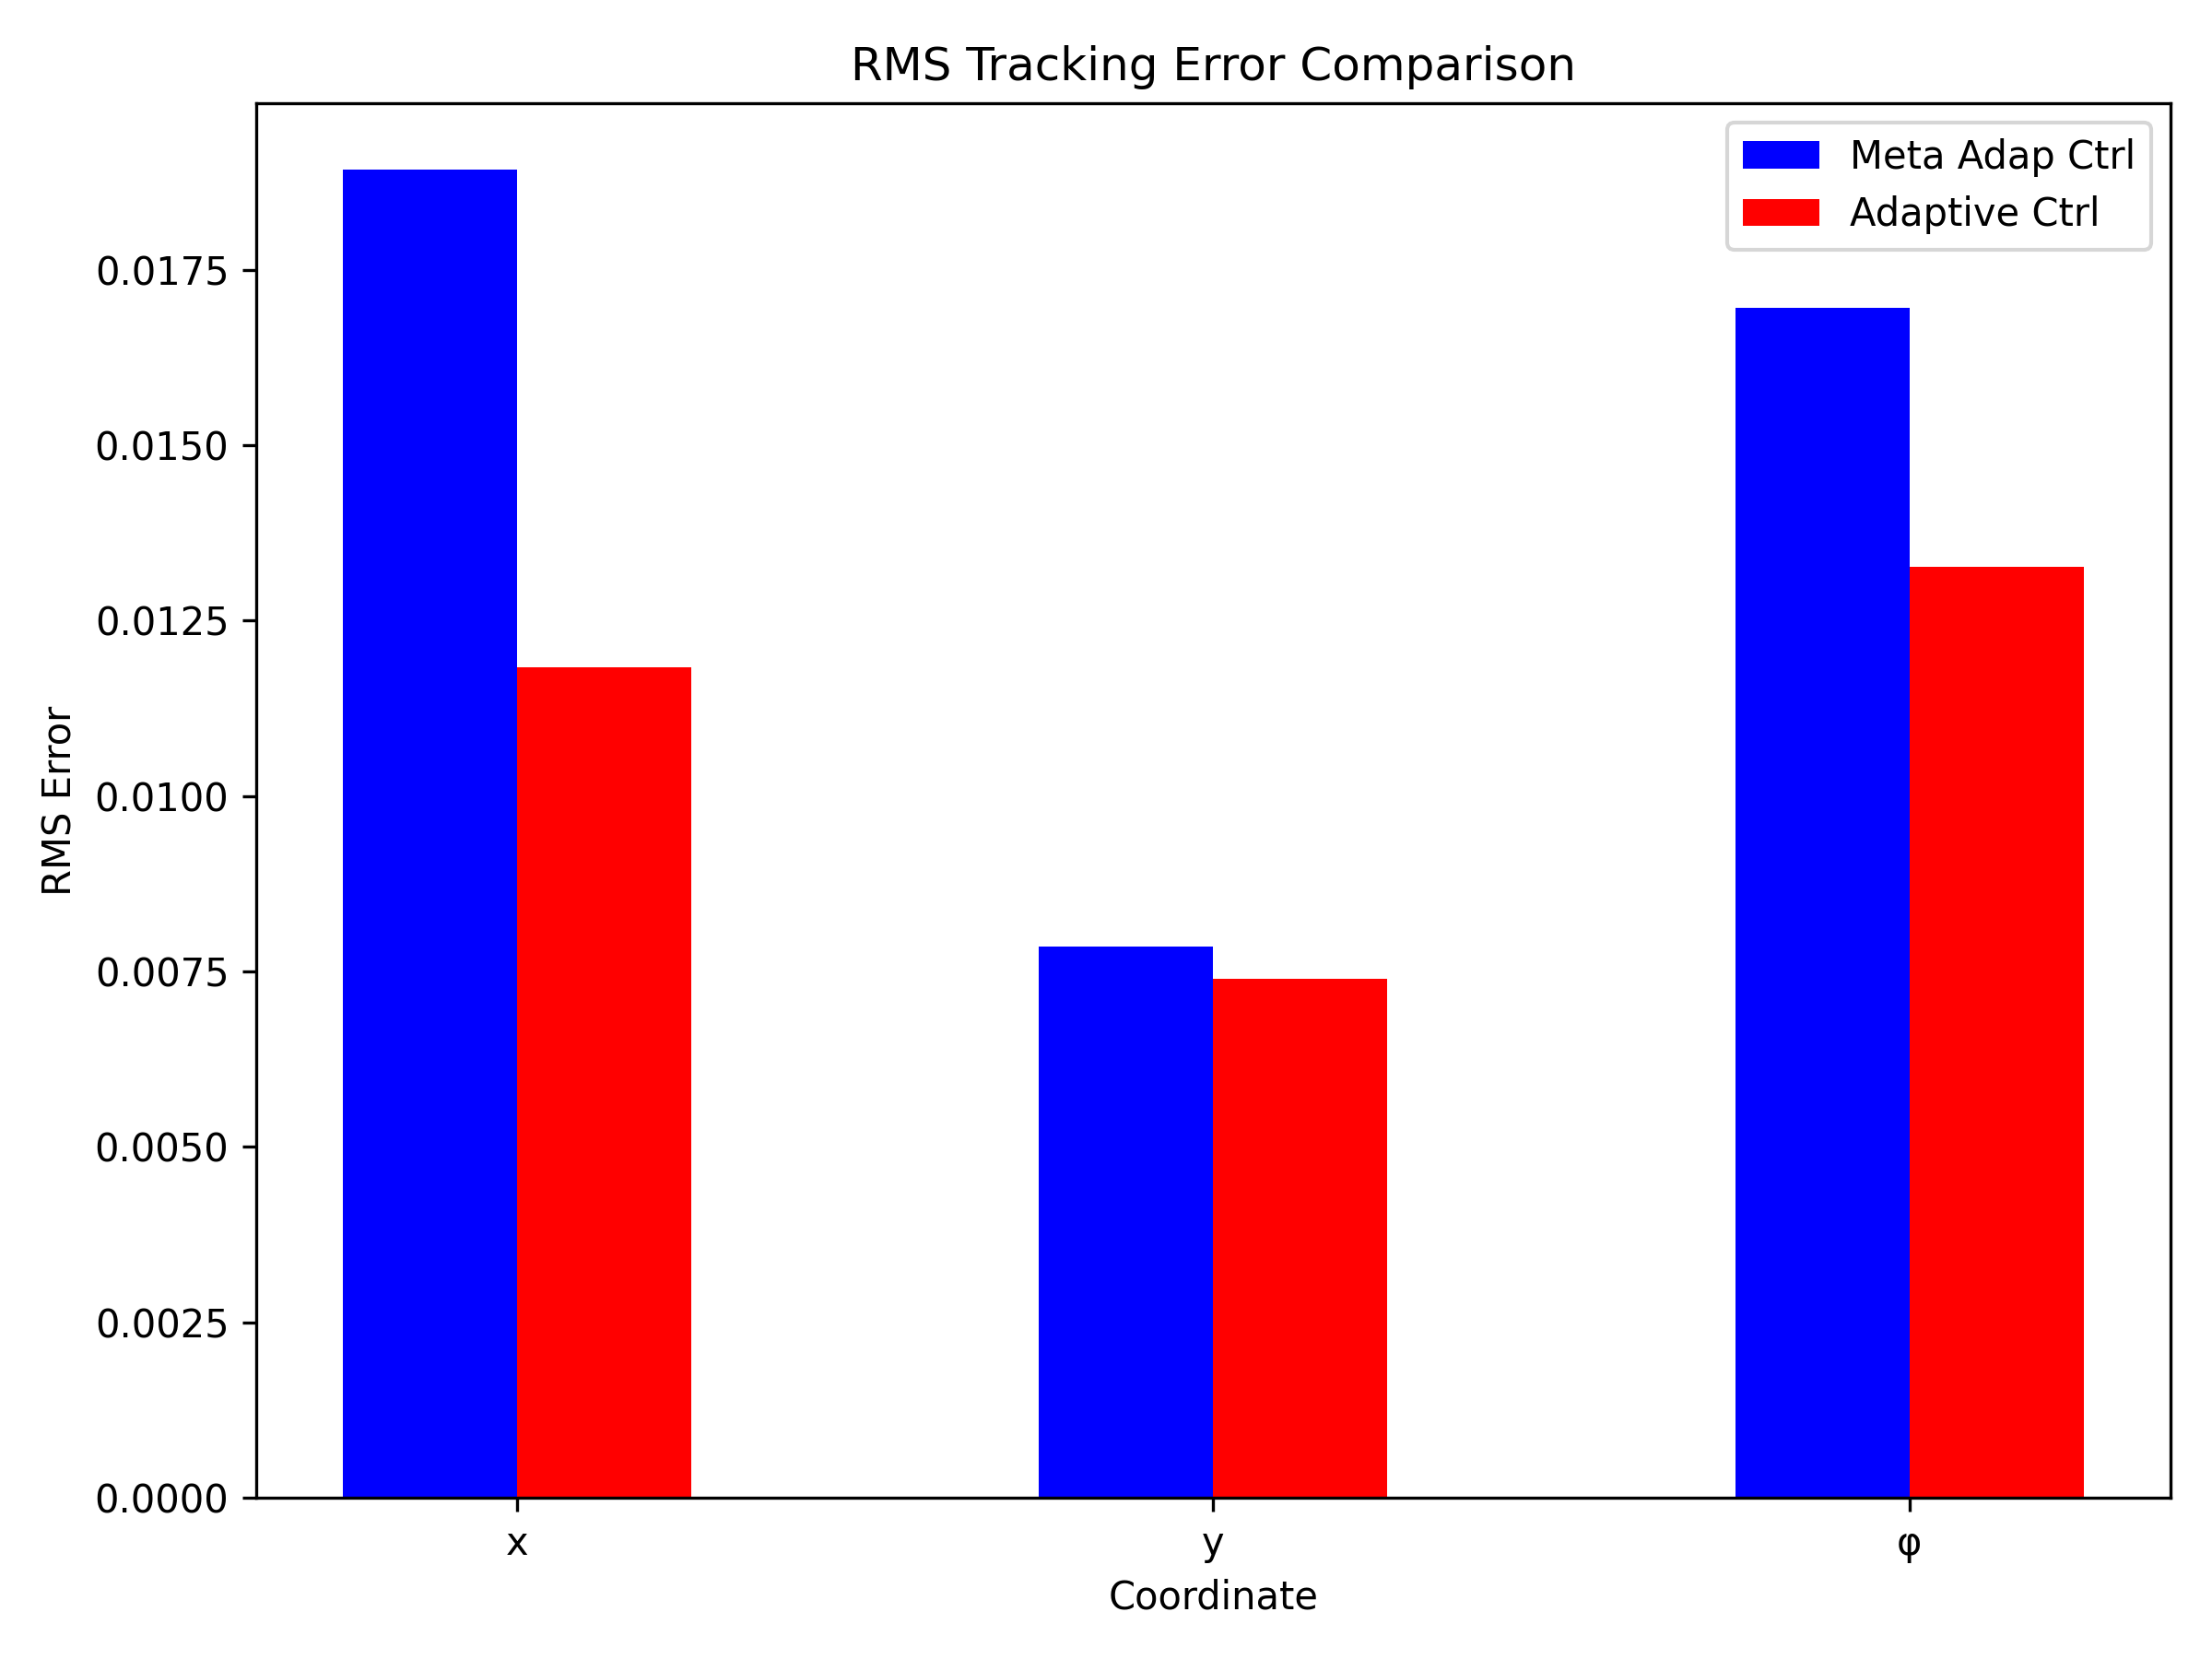 RMS Tracking Error Comparison
Meta Adap Ctrl
Adaptive Ctrl
RMS Error
0.0175
0.0150
0.0125
0.0100
0.0075
0.0050
0.0025
0.0000
x
y
φ
Coordinate